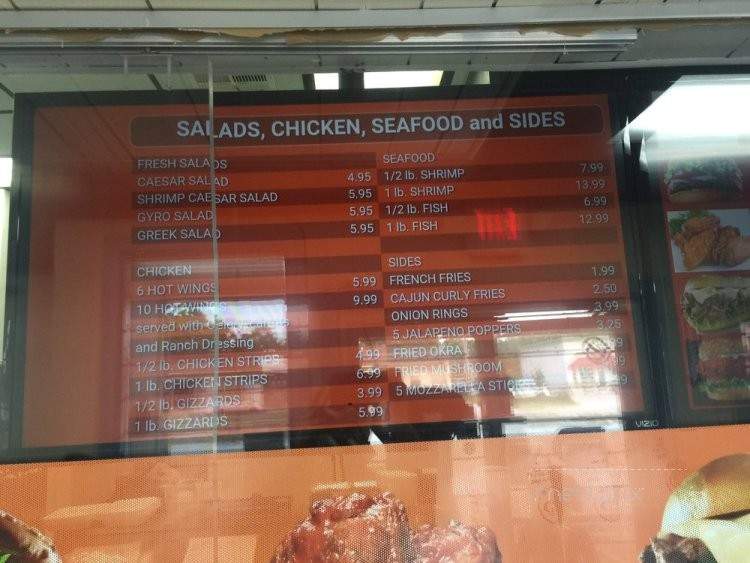 SALADS, CHICKEN, SEAFOOD and SIDES
FRESH SALADS
CAESAR SALAD 4.95
SHRIMP CAESAR SALAD 5.95
GYRO SALAD 5.95
GREEK SALAD 5.95
CHICKEN
6 HOT WINGS 5.99
10 HOT WINGS 9.99
served with
and Ranch Dressing
1/2 lb. CHICKEN STRIPS 4.99
1 lb. CHICKEN STRIPS 6.99
1/2 lb. GIZZARDS 3.99
1 lb. GIZZARDS 5.99
SEAFOOD
1/2 lb. SHRIMP 7.99
1 lb. SHRIMP 13.99
1/2 lb. FISH 6.99
1 lb. FISH 12.99
SIDES
FRENCH FRIES 1.99
CAJUN CURLY FRIES 2.50
ONION RINGS 3.99
5 JALAPENO POPPERS 3.25
FRIED OKRA
FRIED MUSHROOM
5 MOZZARELLA STICKS
VIZIO